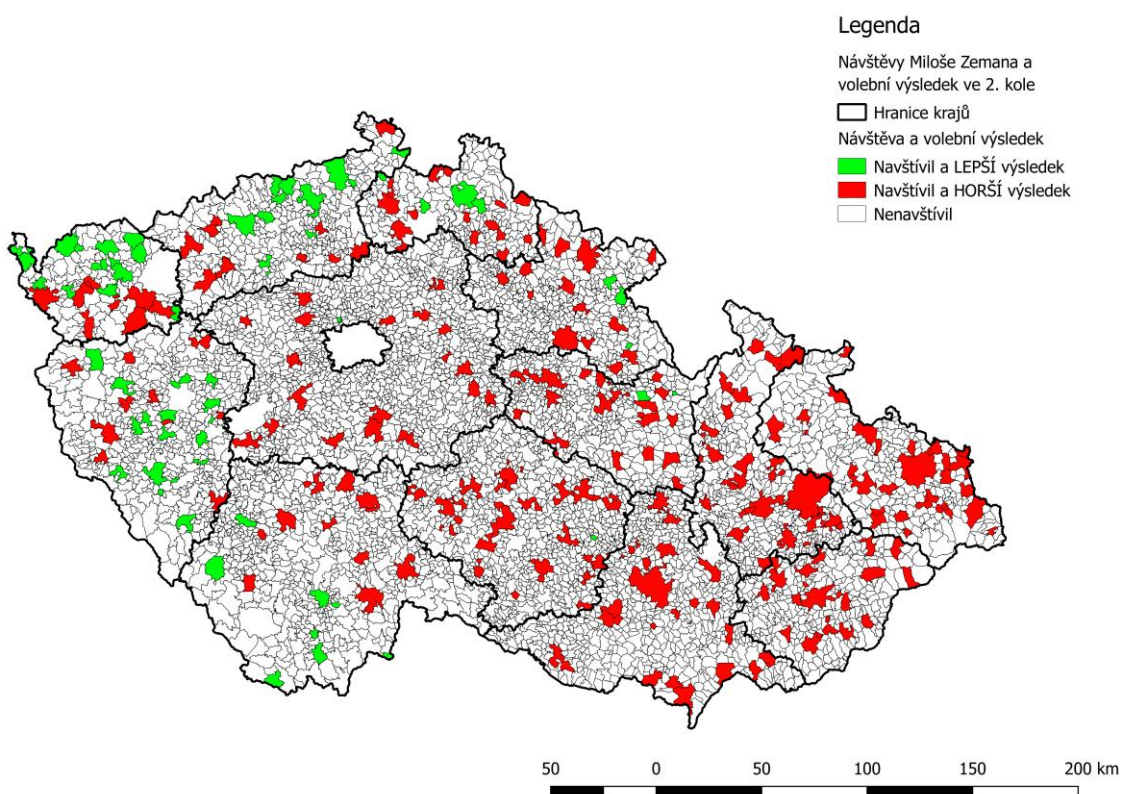 Legenda
Návštěvy Miloše Zemana a
volební výsledek ve 2. kole
Hranice krajů
Návštěva a volební výsledek
Navštívil a LEPŠÍ výsledek
Navštívil a HORŠÍ výsledek
Nenavštívil
50 0 50 100 150 200 km